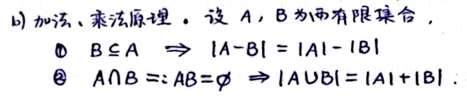 b) 加法、乘法原理。设 A, B 为两有限集合,
① B ⊆ A ⇒ |A-B| = |A| - |B|
② A∩B =: AB = ∅ ⇒ |A∪B| = |A| + |B|.